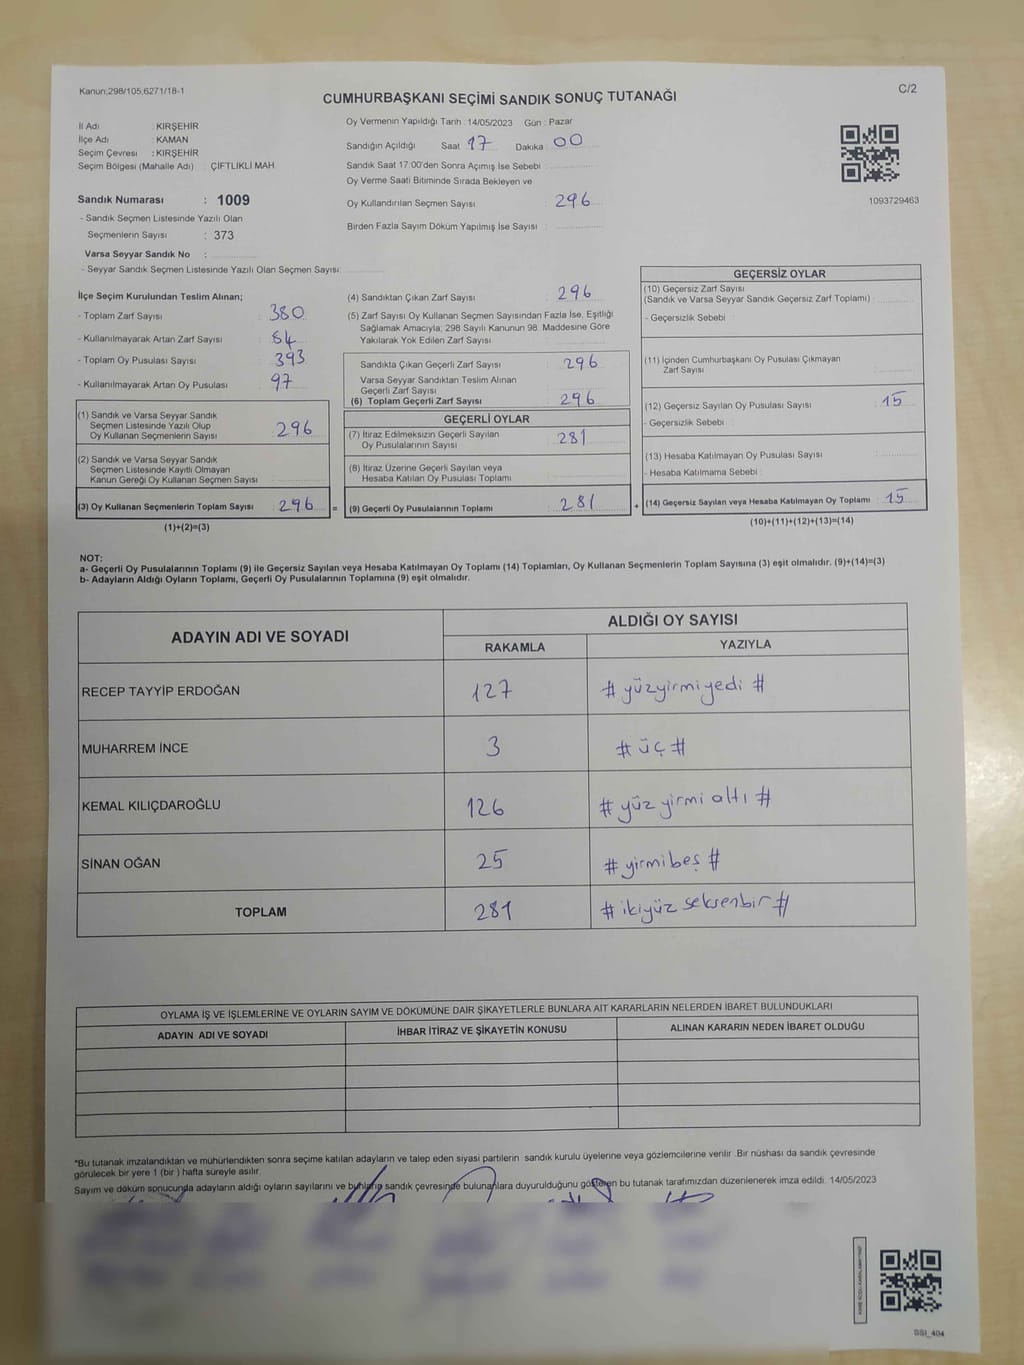 Kanun;298/105,6271/18-1
C/2
CUMHURBAŞKANI SEÇİMİ SANDIK SONUÇ TUTANAĞI
İl Adı : KIRŞEHİR
İlçe Adı : KAMAN
Seçim Çevresi : KIRŞEHİR
Seçim Bölgesi (Mahalle Adı) : ÇİFTLİKLİ MAH.
Sandık Numarası : 1009
- Sandık Seçmen Listesinde Yazılı Olan
Seçmenlerin Sayısı : 373
Varsa Seyyar Sandık No :
- Seyyar Sandık Seçmen Listesinde Yazılı Olan Seçmen Sayısı:
Oy Vermenin Yapıldığı Tarih : 14/05/2023 Gün : Pazar
Sandığın Açıldığı Saat 17 Dakika 00
Sandık Saat 17:00'den Sonra Açımış İse Sebebi :
Oy Verme Saati Bitiminde Sırada Bekleyen ve
Oy Kullandırılan Seçmen Sayısı : 296
Birden Fazla Sayım Döküm Yapılmış İse Sayısı :
1093729463
İlçe Seçim Kurulundan Teslim Alınan;
- Toplam Zarf Sayısı : 380
- Kullanılmayarak Artan Zarf Sayısı : 84
- Toplam Oy Pusulası Sayısı : 393
- Kullanılmayarak Artan Oy Pusulası : 97
(1) Sandık ve Varsa Seyyar Sandık
Seçmen Listesinde Yazılı Olup
Oy Kullanan Seçmenlerin Sayısı : 296
(2) Sandık ve Varsa Seyyar Sandık
Seçmen Listesinde Kayıtlı Olmayan
Kanun Gereği Oy Kullanan Seçmen Sayısı :
(3) Oy Kullanan Seçmenlerin Toplam Sayısı : 296 =
(1)+(2)=(3)
(4) Sandıktan Çıkan Zarf Sayısı : 296
(5) Zarf Sayısı Oy Kullanan Seçmen Sayısından Fazla İse, Eşitliği
Sağlamak Amacıyla; 298 Sayılı Kanunun 98. Maddesine Göre
Yakılarak Yok Edilen Zarf Sayısı :
Sandıkta Çıkan Geçerli Zarf Sayısı : 296
Varsa Seyyar Sandıktan Teslim Alınan
Geçerli Zarf Sayısı :
(6) Toplam Geçerli Zarf Sayısı : 296
GEÇERLİ OYLAR
(7) İtiraz Edilmeksizin Geçerli Sayılan
Oy Pusulalarının Sayısı : 281
(8) İtiraz Üzerine Geçerli Sayılan veya
Hesaba Katılan Oy Pusulası Toplamı :
(9) Geçerli Oy Pusulalarının Toplamı : 281 +
GEÇERSİZ OYLAR
(10) Geçersiz Zarf Sayısı
(Sandık ve Varsa Seyyar Sandık Geçersiz Zarf Toplamı) :
- Geçersizlik Sebebi :
(11) İçinden Cumhurbaşkanı Oy Pusulası Çıkmayan
Zarf Sayısı :
(12) Geçersiz Sayılan Oy Pusulası Sayısı : 15
- Geçersizlik Sebebi :
(13) Hesaba Katılmayan Oy Pusulası Sayısı :
- Hesaba Katılmama Sebebi :
(14) Geçersiz Sayılan veya Hesaba Katılmayan Oy Toplamı : 15
(10)+(11)+(12)+(13)=(14)
NOT:
a- Geçerli Oy Pusulalarının Toplamı (9) ile Geçersiz Sayılan veya Hesaba Katılmayan Oy Toplamı (14) Toplamları, Oy Kullanan Seçmenlerin Toplam Sayısına (3) eşit olmalıdır. (9)+(14)=(3)
b- Adayların Aldığı Oyların Toplamı, Geçerli Oy Pusulalarının Toplamına (9) eşit olmalıdır.
ADAYIN ADI VE SOYADI
ALDIĞI OY SAYISI
RAKAMLA YAZIYLA
RECEP TAYYİP ERDOĞAN 127 # yüzyirmiyedi #
MUHARREM İNCE 3 # üç #
KEMAL KILIÇDAROĞLU 126 # yüz yirmi altı #
SİNAN OĞAN 25 # yirmibeş #
TOPLAM 281 # ikiyüz seksenbir #
OYLAMA İŞ VE İŞLEMLERİNE VE OYLARIN SAYIM VE DÖKÜMÜNE DAİR ŞİKAYETLERLE BUNLARA AİT KARARLARIN NELERDEN İBARET BULUNDUKLARI
ADAYIN ADI VE SOYADI İHBAR İTİRAZ VE ŞİKAYETİN KONUSU ALINAN KARARIN NEDEN İBARET OLDUĞU
*Bu tutanak imzalandıktan ve mühürlendikten sonra seçime katılan adayların ve talep eden siyasi partilerin sandık kurulu üyelerine veya gözlemcilerine verilir. Bir nüshası da sandık çevresinde
görülecek bir yere 1 (bir) hafta süreyle asılır.
Sayım ve döküm sonucunda adayların aldığı oyların sayılarını ve bunların sandık çevresinde bulunanlara duyurulduğunu gösteren bu tutanak tarafımızdan düzenlenerek imza edildi. 14/05/2023
SSI_404